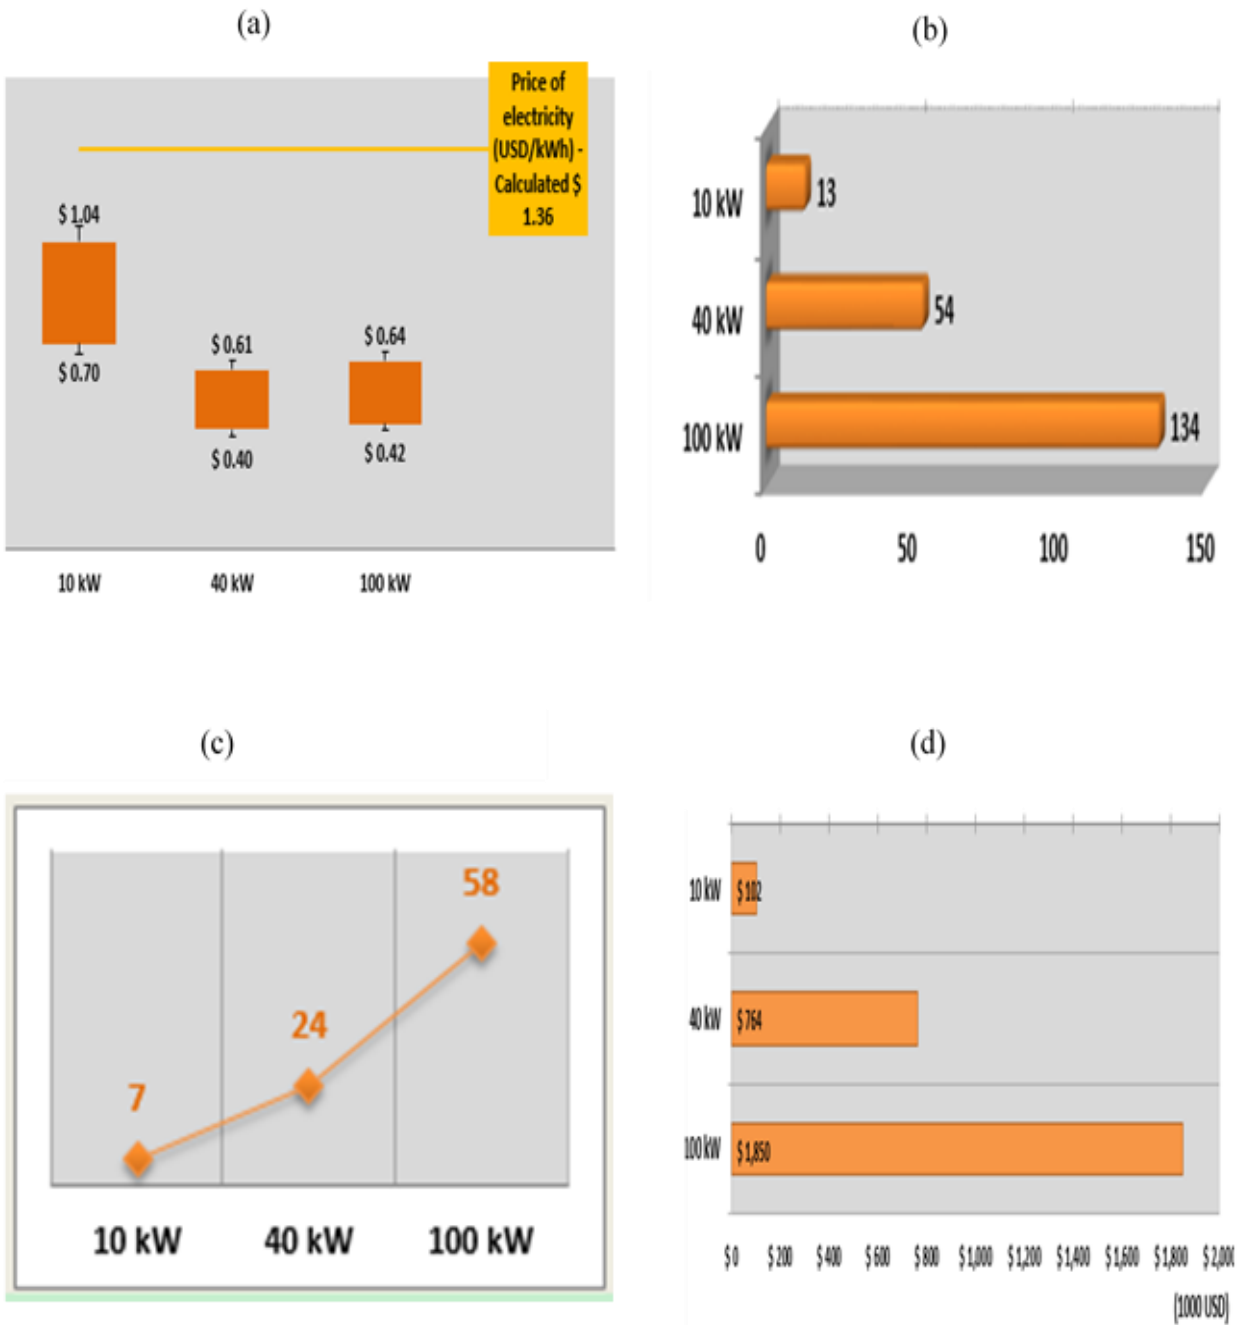 (a)
Price of
electricity
(USD/kWh) -
Calculated $
1.36
$ 1.04
$ 0.70
$ 0.61
$ 0.40
$ 0.64
$ 0.42
10 kW 40 kW 100 kW
(b)
10 kW 13
40 kW 54
100 kW 134
0 50 100 150
(c)
7
24
58
10 kW 40 kW 100 kW
(d)
10 kW $ 102
40 kW $ 764
100 kW $ 1,850
$ 0 $ 200 $ 400 $ 600 $ 800 $ 1,000 $ 1,200 $ 1,400 $ 1,600 $ 1,800 $ 2,000
(1000 USD)